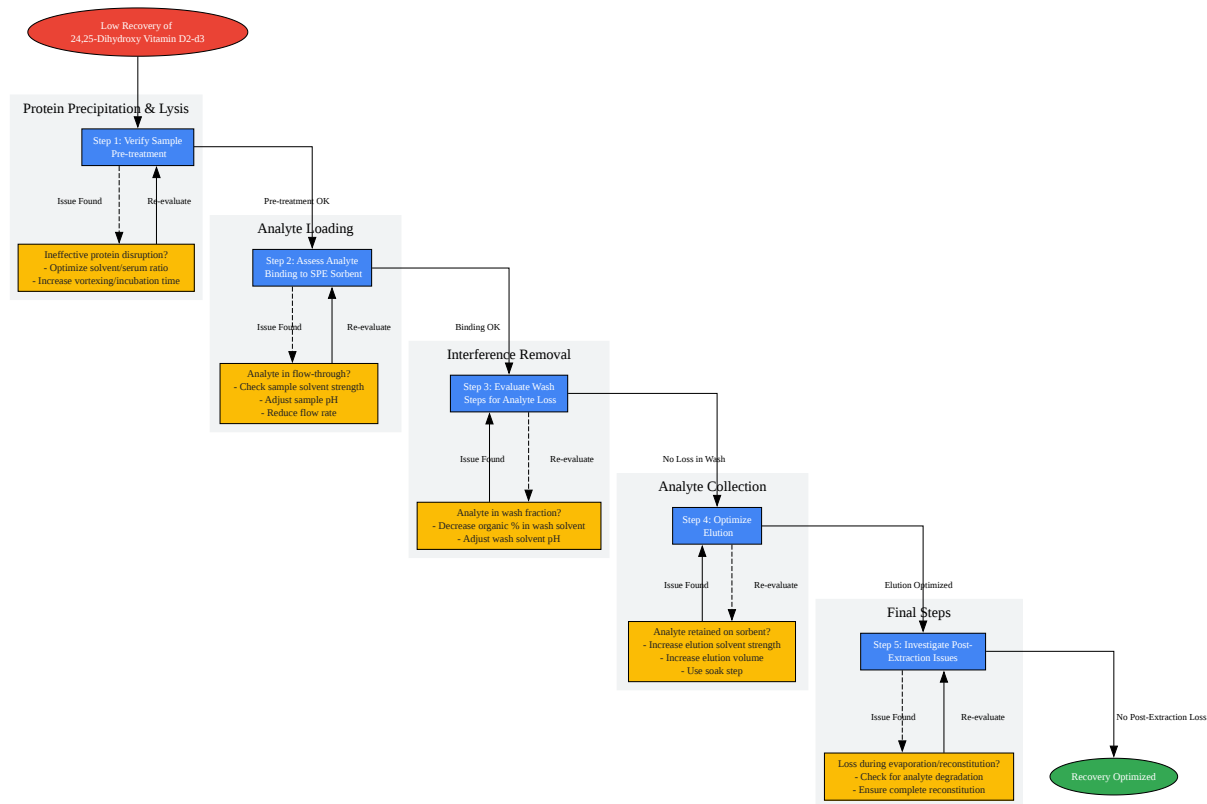 Low Recovery of
24,25-Dihydroxy Vitamin D2-d3
Protein Precipitation & Lysis
Step 1: Verify Sample
Pre-treatment
Issue Found
Re-evaluate
Ineffective protein disruption?
- Optimize solvent/serum ratio
- Increase vortexing/incubation time
Pre-treatment OK
Analyte Loading
Step 2: Assess Analyte
Binding to SPE Sorbent
Issue Found
Re-evaluate
Analyte in flow-through?
- Check sample solvent strength
- Adjust sample pH
- Reduce flow rate
Binding OK
Interference Removal
Step 3: Evaluate Wash
Steps for Analyte Loss
Issue Found
Re-evaluate
Analyte in wash fraction?
- Decrease organic % in wash solvent
- Adjust wash solvent pH
No Loss in Wash
Analyte Collection
Step 4: Optimize
Elution
Issue Found
Re-evaluate
Analyte retained on sorbent?
- Increase elution solvent strength
- Increase elution volume
- Use soak step
Elution Optimized
Final Steps
Step 5: Investigate Post-
Extraction Issues
Issue Found
Re-evaluate
Loss during evaporation/reconstitution?
- Check for analyte degradation
- Ensure complete reconstitution
No Post-Extraction Loss
Recovery Optimized